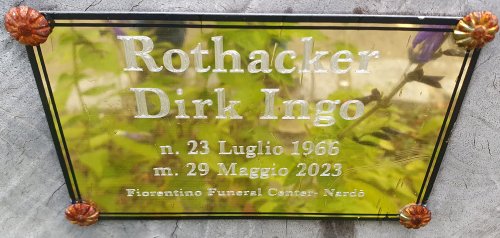 Rothacker
Dirk Ingo
n. 23 Luglio 1966
m. 29 Maggio 2023
Fiorentino Funeral Center- Nardò